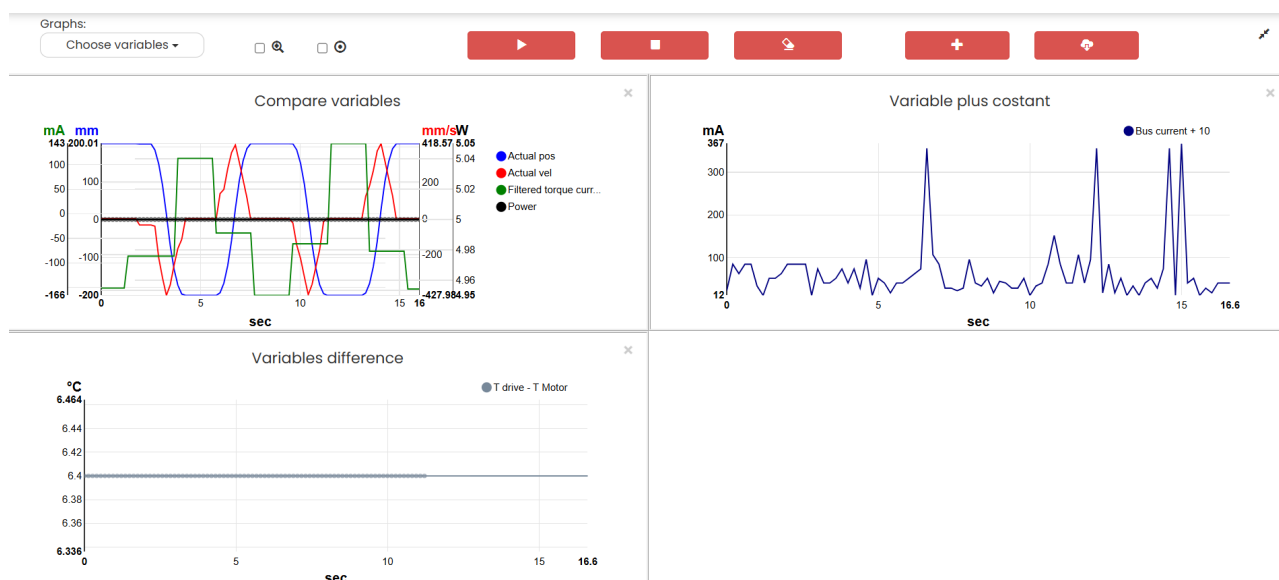 Graphs:
Choose variables
Compare variables
×
mA mm
mm/s W
143 200.01
418.57 5.05
100
5.04
100
200
50
5.02
0
0
0
5
-50
-100
-200
4.98
-100
4.96
-166 -200
-427.98 4.95
0 5 10 15 16
sec
Actual pos
Actual vel
Filtered torque curr...
Power
Variable plus costant
×
mA
367
Bus current + 10
300
200
100
12
0 5 10 15 16.6
sec
Variables difference
×
°C
6.464
T drive - T Motor
6.44
6.42
6.4
6.38
6.36
6.336
0 5 10 15 16.6
sec